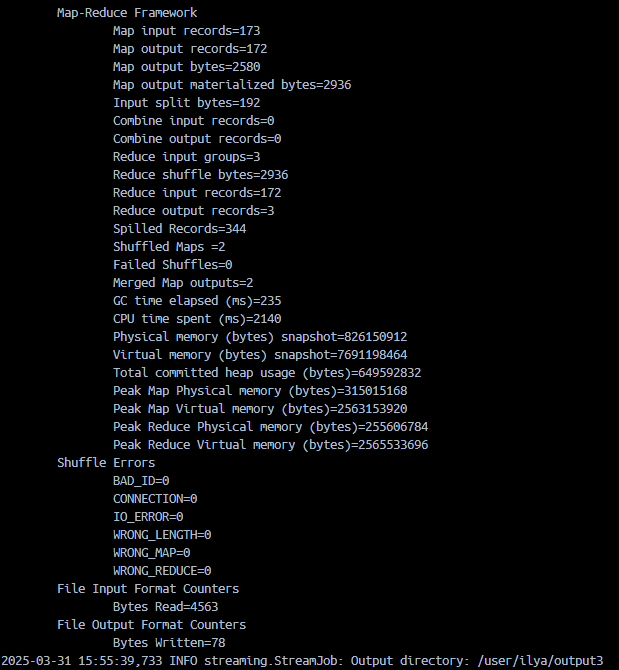 Map-Reduce Framework
Map input records=173
Map output records=172
Map output bytes=2580
Map output materialized bytes=2936
Input split bytes=192
Combine input records=0
Combine output records=0
Reduce input groups=3
Reduce shuffle bytes=2936
Reduce input records=172
Reduce output records=3
Spilled Records=344
Shuffled Maps =2
Failed Shuffles=0
Merged Map outputs=2
GC time elapsed (ms)=235
CPU time spent (ms)=2140
Physical memory (bytes) snapshot=826150912
Virtual memory (bytes) snapshot=7691198464
Total committed heap usage (bytes)=649592832
Peak Map Physical memory (bytes)=315015168
Peak Map Virtual memory (bytes)=2563153920
Peak Reduce Physical memory (bytes)=255606784
Peak Reduce Virtual memory (bytes)=2565533696
Shuffle Errors
BAD_ID=0
CONNECTION=0
IO_ERROR=0
WRONG_LENGTH=0
WRONG_MAP=0
WRONG_REDUCE=0
File Input Format Counters
Bytes Read=4563
File Output Format Counters
Bytes Written=78
2025-03-31 15:55:39,733 INFO streaming.StreamJob: Output directory: /user/ilya/output3